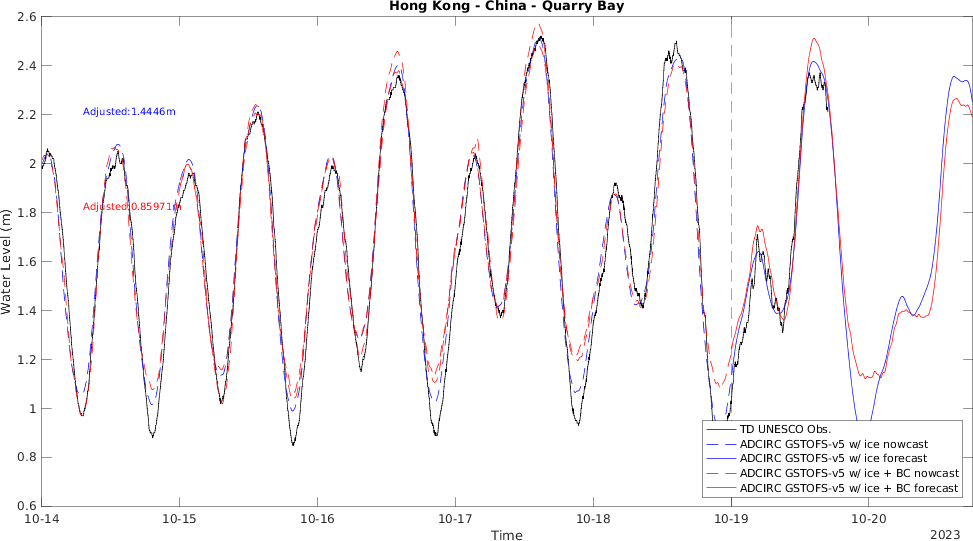 Hong Kong - China - Quarry Bay
2.6
2.4
2.2
2
1.8
1.6
1.4
1.2
1
0.8
0.6
Water Level (m)
Adjusted:1.4446m
Adjusted:0.85971m
TD UNESCO Obs.
ADCIRC GSTOFS-v5 w/ ice nowcast
ADCIRC GSTOFS-v5 w/ ice forecast
ADCIRC GSTOFS-v5 w/ ice + BC nowcast
ADCIRC GSTOFS-v5 w/ ice + BC forecast
10-14 10-15 10-16 10-17 10-18 10-19 10-20
Time
2023